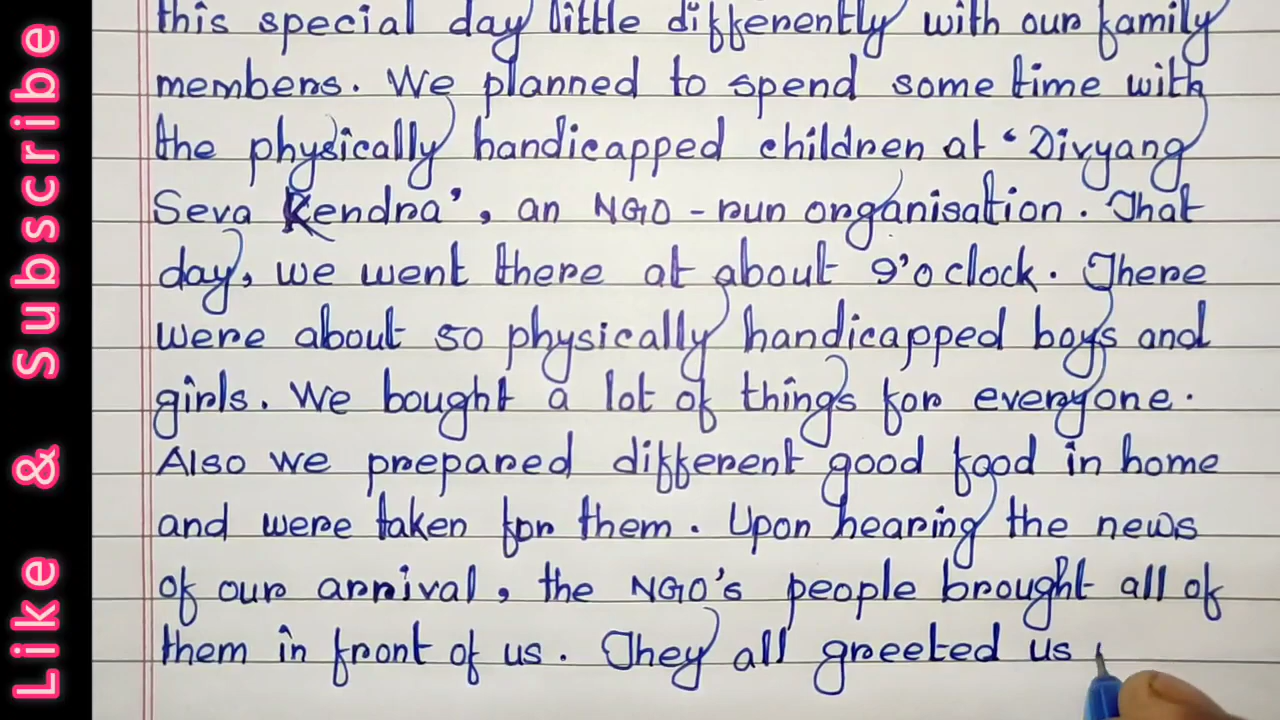 this special day little differently with our family
members. We planned to spend some time with
the physically handicapped children at 'Divyang
Seva Kendra', an NGO-run organisation. That
day, we went there at about 9'o clock. There
were about 50 physically handicapped boys and
girls. We bought a lot of things for everyone.
Also we prepared different good food in home
and were taken for them. Upon hearing the news
of our arrival, the NGO's people brought all of
them in front of us. They all greeted us
Like & Subscribe